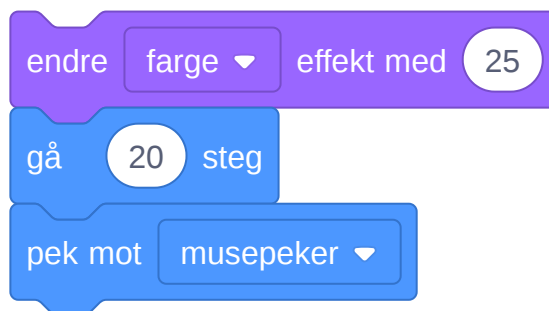 endre farge effekt med 25
gå 20 steg
pek mot musepeker